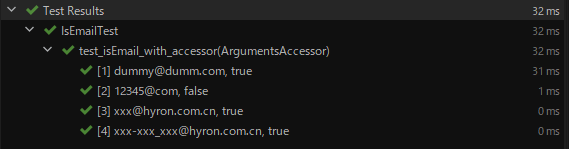 Test Results 32 ms
IsEmailTest 32 ms
test_isEmail_with_accessor(ArgumentsAccessor) 32 ms
[1] dummy@dumm.com, true 31 ms
[2] 12345@com, false 1 ms
[3] xxx@hyron.com.cn, true 0 ms
[4] xxx-xxx_xxx@hyron.com.cn, true 0 ms